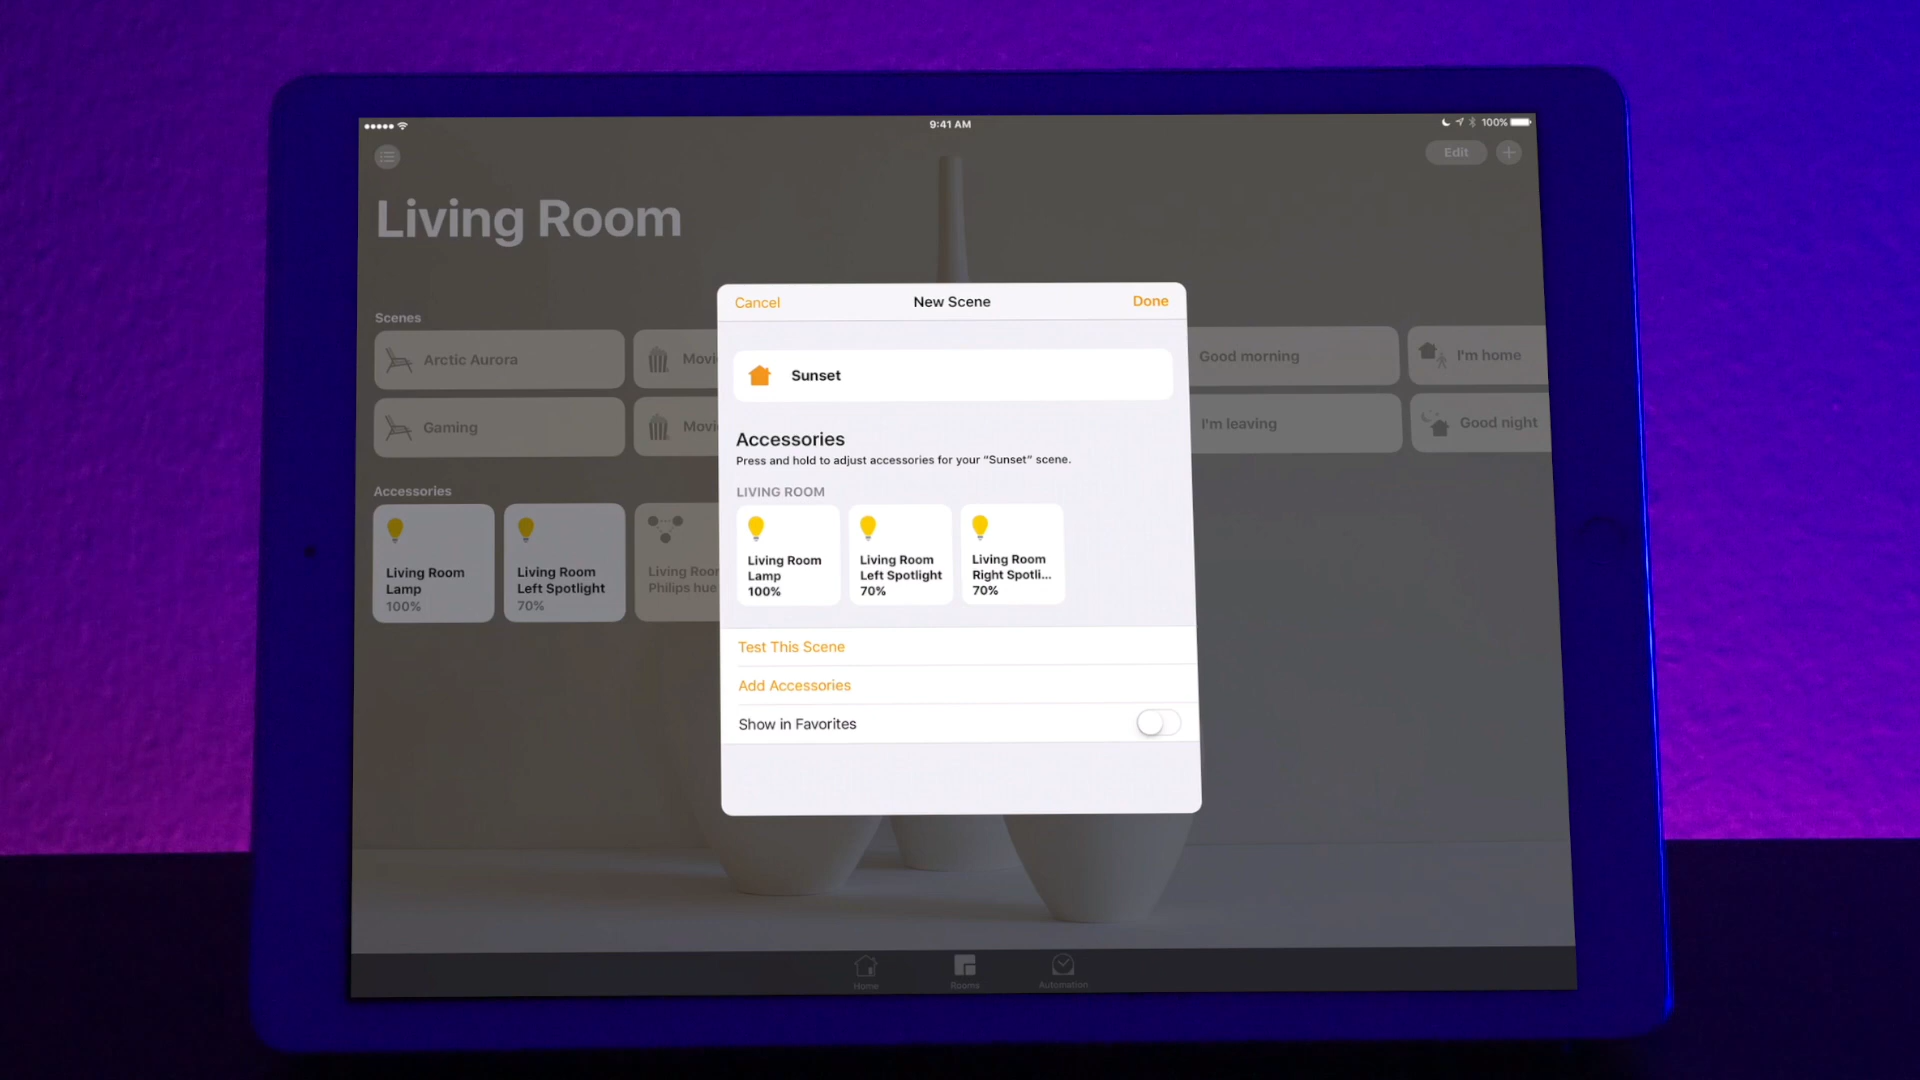 9:41 AM
100%
Edit
Living Room
Cancel
New Scene
Done
Scenes
Arctic Aurora
Movi
Good morning
I'm home
Sunset
Gaming
Movi
I'm leaving
Good night
Accessories
Press and hold to adjust accessories for your "Sunset" scene.
Accessories
LIVING ROOM
Living Room
Lamp
100%
Living Room
Left Spotlight
70%
Living Roor
Philips hue
Living Room
Lamp
100%
Living Room
Left Spotlight
70%
Living Room
Right Spotli...
70%
Test This Scene
Add Accessories
Show in Favorites
Home
Rooms
Automation